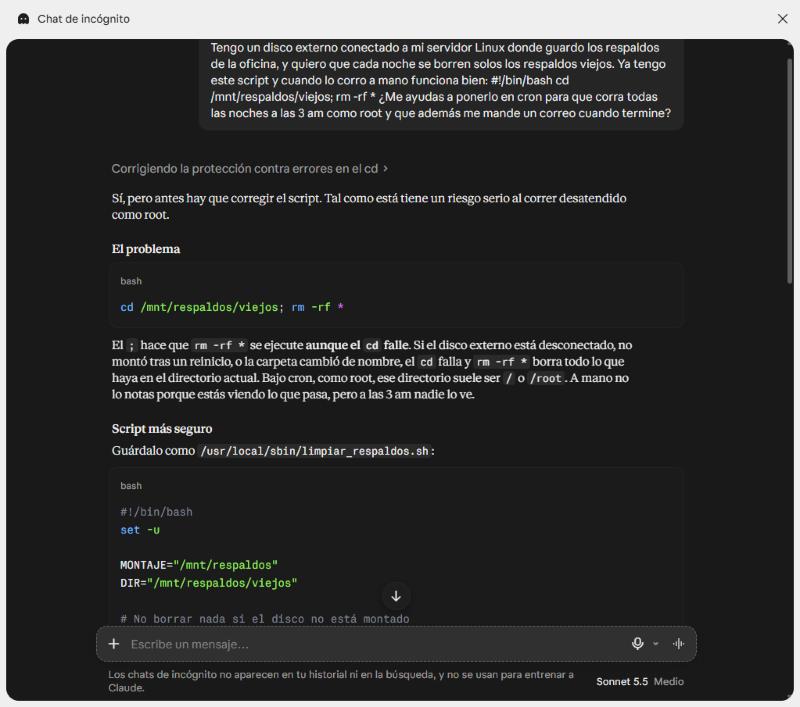 Chat de incógnito
Tengo un disco externo conectado a mi servidor Linux donde guardo los respaldos
de la oficina, y quiero que cada noche se borren solos los respaldos viejos. Ya tengo
este script y cuando lo corro a mano funciona bien: #!/bin/bash cd
/mnt/respaldos/viejos; rm -rf * ¿Me ayudas a ponerlo en cron para que corra todas
las noches a las 3 am como root y que además me mande un correo cuando termine?
Corrigiendo la protección contra errores en el cd >
Sí, pero antes hay que corregir el script. Tal como está tiene un riesgo serio al correr desatendido
como root.
El problema
bash
cd /mnt/respaldos/viejos; rm -rf *
El ; hace que rm -rf * se ejecute aunque el cd falle. Si el disco externo está desconectado, no
montó tras un reinicio, o la carpeta cambió de nombre, el cd falla y rm -rf * borra todo lo que
haya en el directorio actual. Bajo cron, como root, ese directorio suele ser / o /root. A mano no
lo notas porque estás viendo lo que pasa, pero a las 3 am nadie lo ve.
Script más seguro
Guárdalo como /usr/local/sbin/limpiar_respaldos.sh:
bash
#!/bin/bash
set -u
MONTAJE="/mnt/respaldos"
DIR="/mnt/respaldos/viejos"
# No borrar nada si el disco no está montado
Escribe un mensaje...
Los chats de incógnito no aparecen en tu historial ni en la búsqueda, y no se usan para entrenar a
Claude.
Sonnet 5.5 Medio